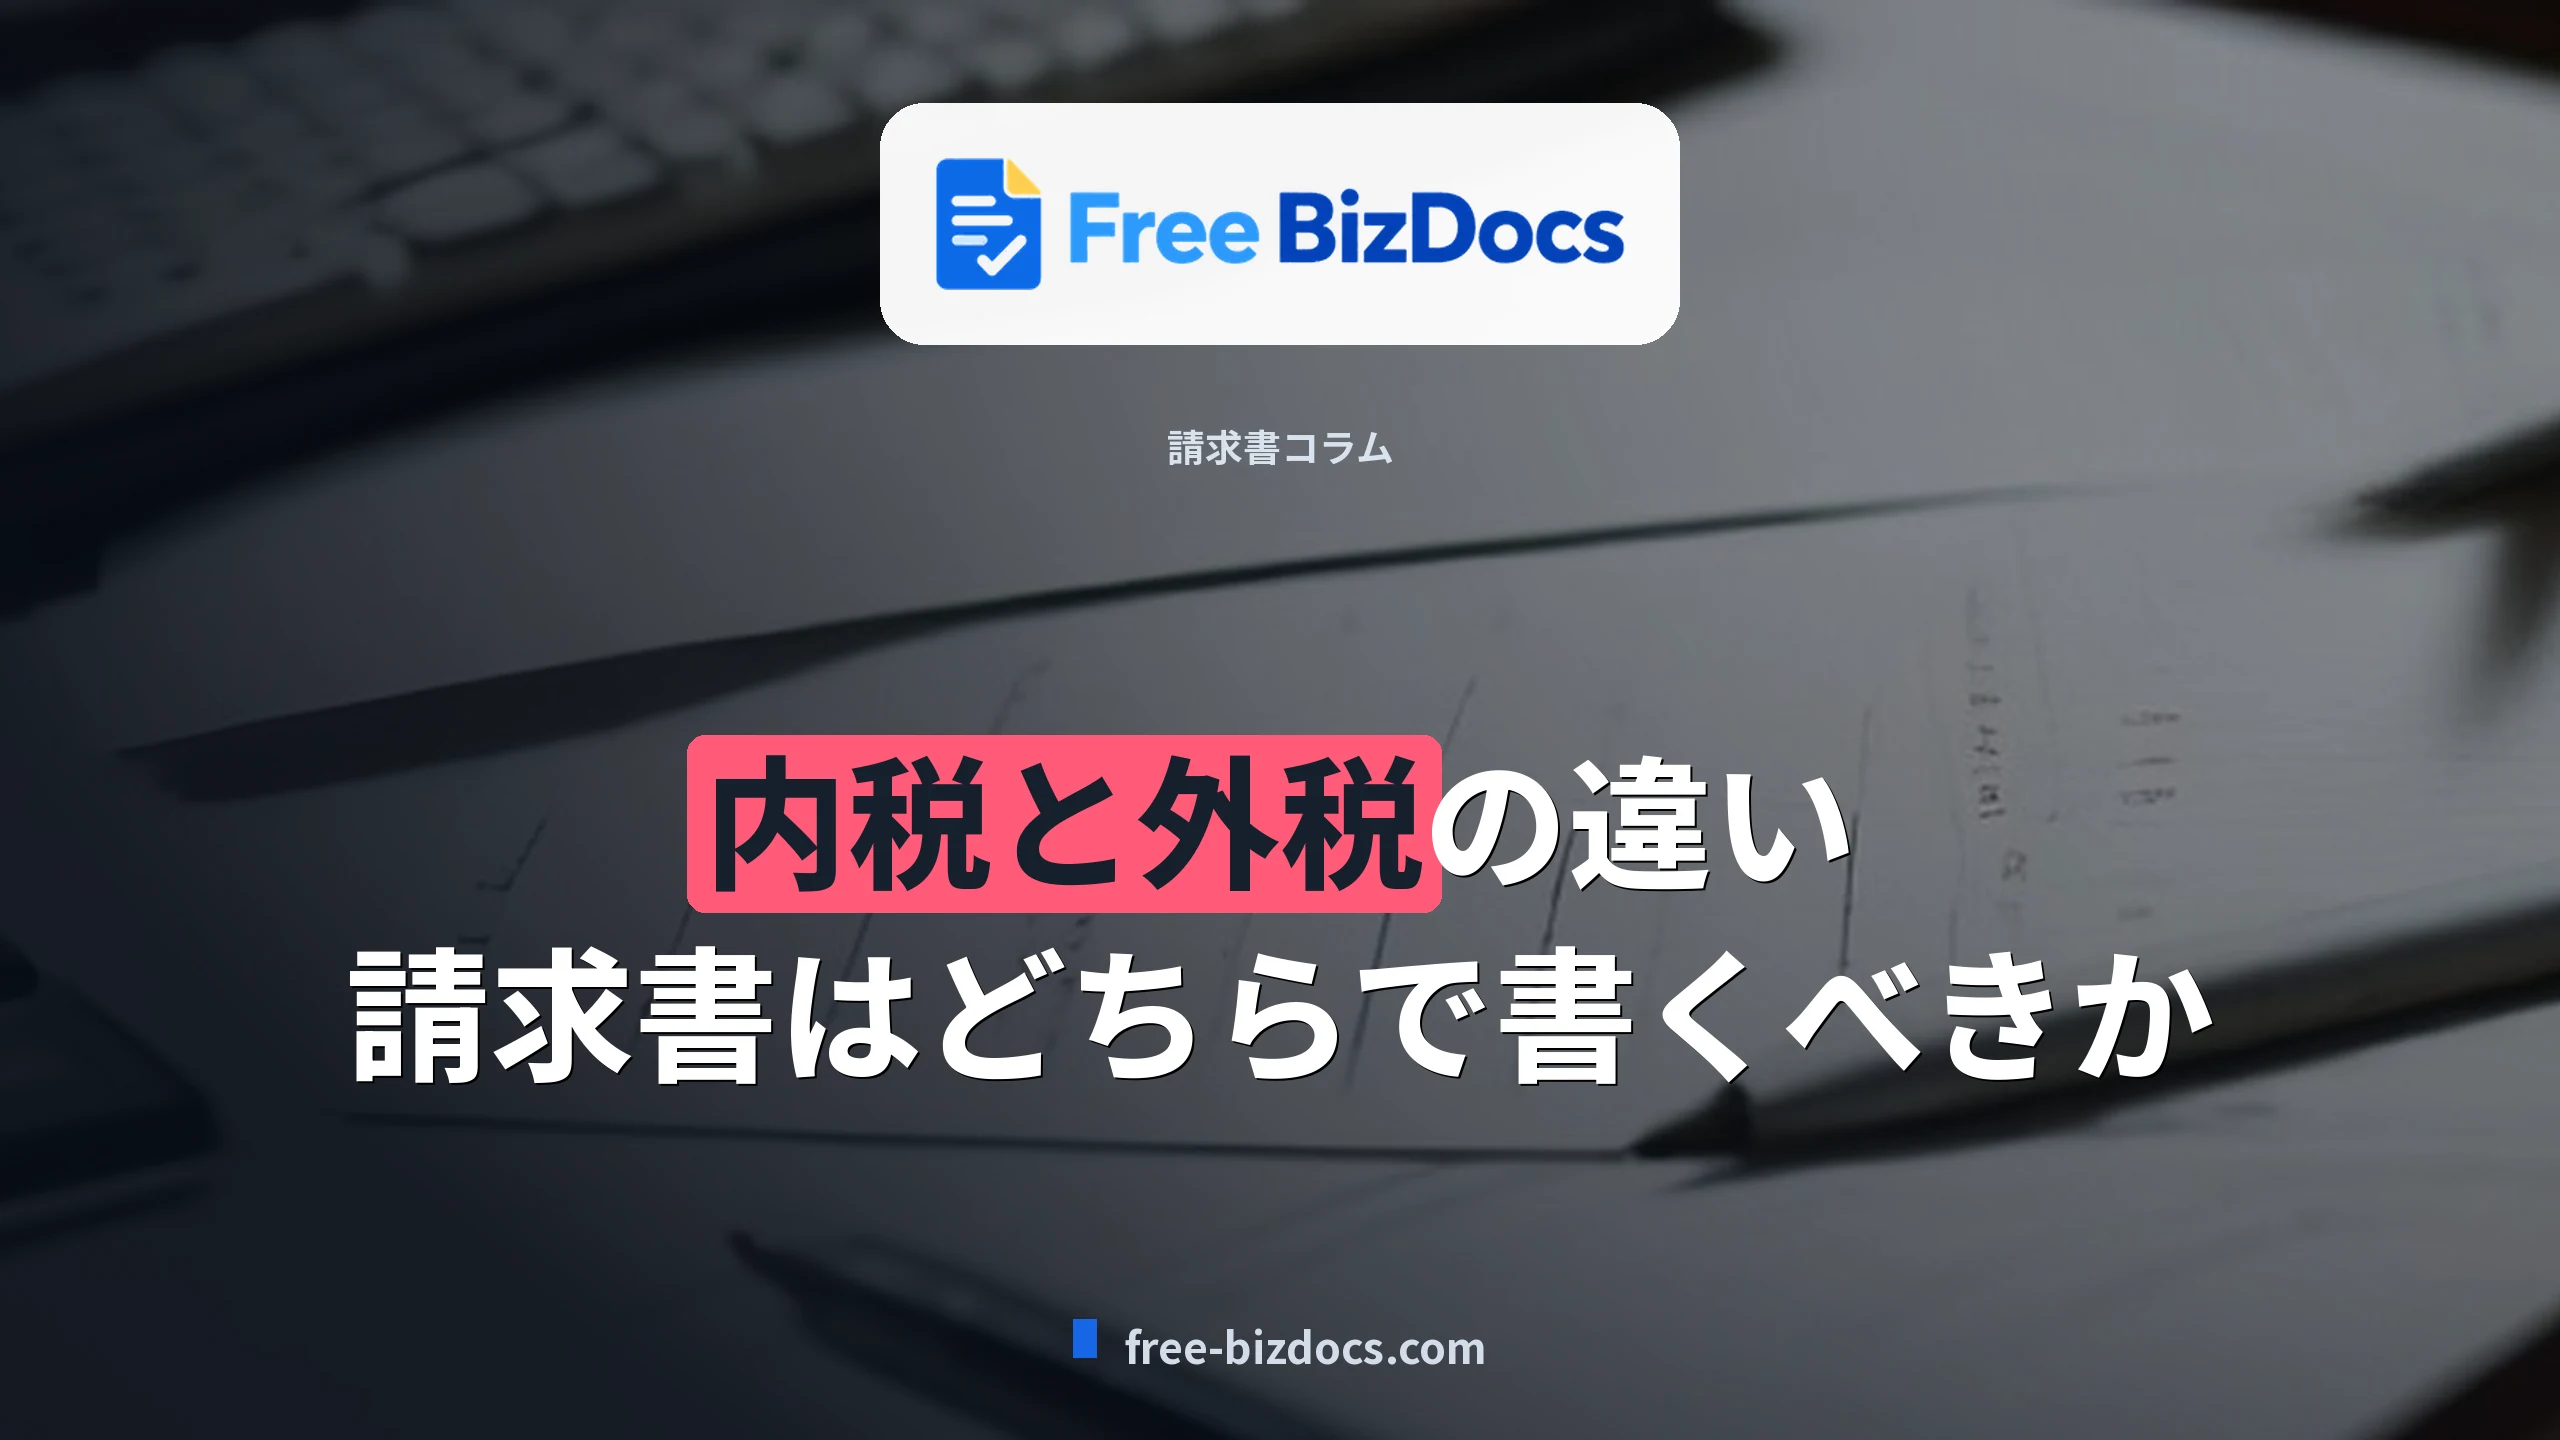 Free BizDocs
請求書コラム
内税と外税の違い
請求書はどちらで書くべきか
free-bizdocs.com